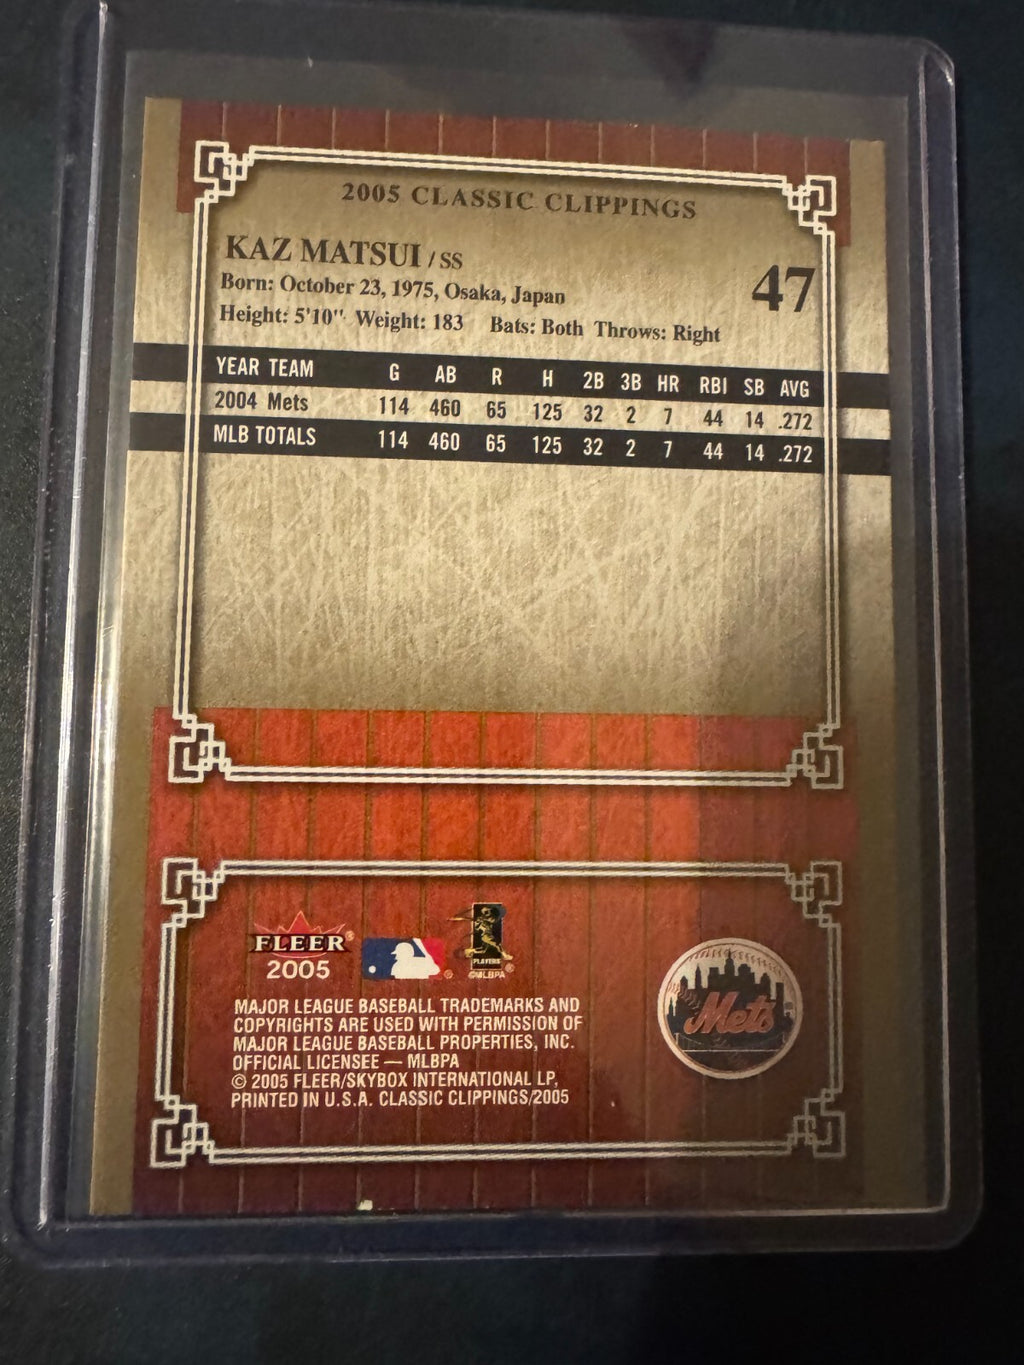 2005 CLASSIC CLIPPINGS
KAZ MATSUI / SS
47
Born: October 23, 1975, Osaka, Japan
Height: 5'10" Weight: 183 Bats: Both Throws: Right
YEAR TEAM G AB R H 2B 3B HR RBI SB AVG
2004 Mets 114 460 65 125 32 2 7 44 14 .272
MLB TOTALS 114 460 65 125 32 2 7 44 14 .272
FLEER®
2005
®
PLAYERS
©MLBPA®
Mets
MAJOR LEAGUE BASEBALL TRADEMARKS AND
COPYRIGHTS ARE USED WITH PERMISSION OF
MAJOR LEAGUE BASEBALL PROPERTIES, INC.
OFFICIAL LICENSEE — MLBPA
© 2005 FLEER/SKYBOX INTERNATIONAL LP,
PRINTED IN U.S.A. CLASSIC CLIPPINGS/2005